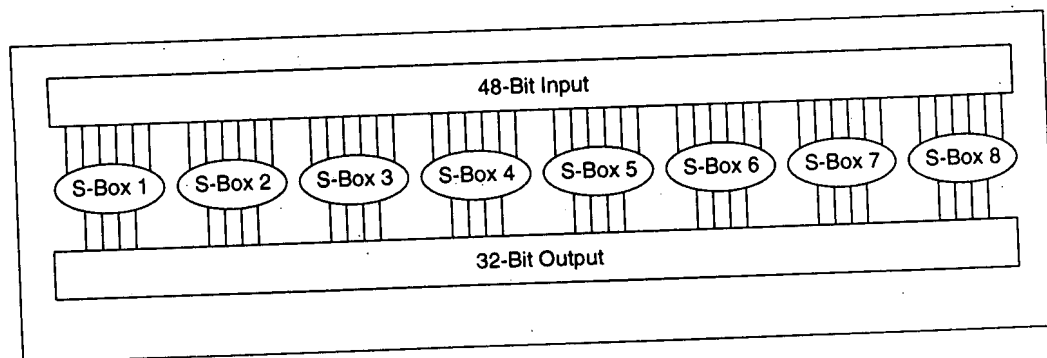 48-Bit Input
S-Box 1 S-Box 2 S-Box 3 S-Box 4 S-Box 5 S-Box 6 S-Box 7 S-Box 8
32-Bit Output